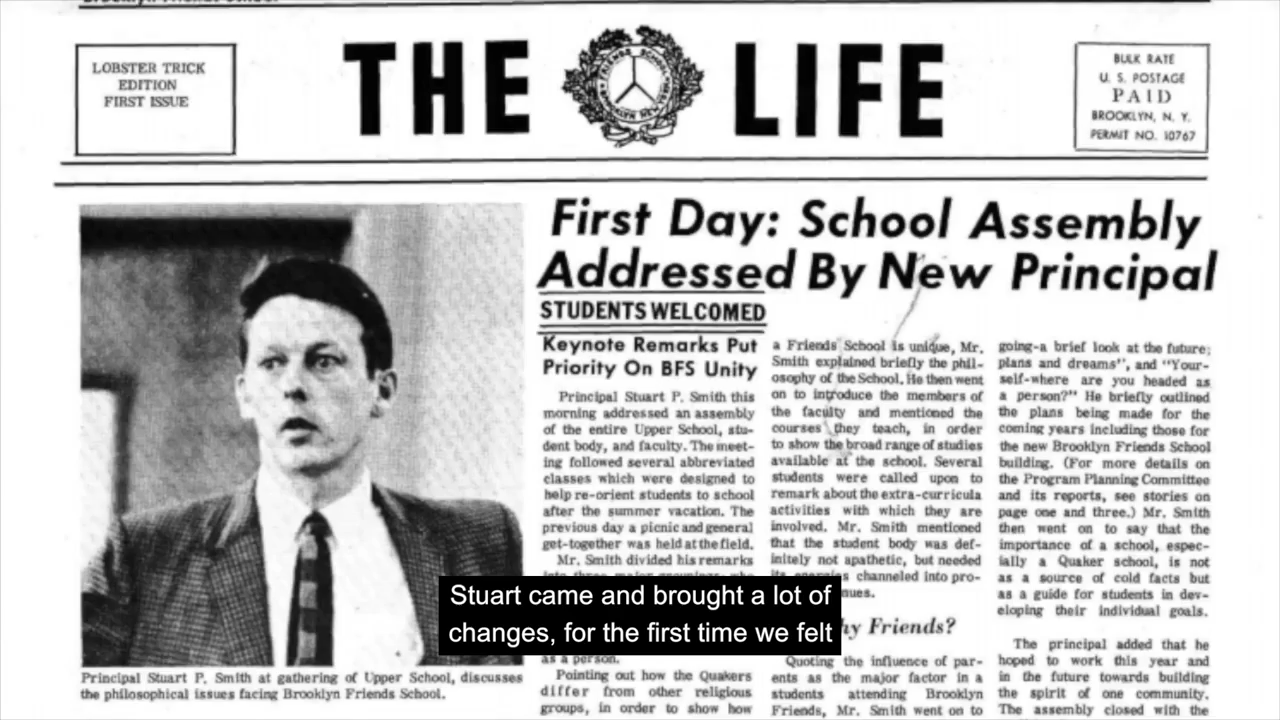 Brooklyn Friends School
LOBSTER TRICK
EDITION
FIRST ISSUE
THE LIFE
BULK RATE
U. S. POSTAGE
PAID
BROOKLYN, N. Y.
PERMIT NO. 10767
First Day: School Assembly
Addressed By New Principal
STUDENTS WELCOMED
Keynote Remarks Put
Priority On BFS Unity
Principal Stuart P. Smith this
morning addressed an assembly
of the entire Upper School, stu-
dent body, and faculty. The meet-
ing followed several abbreviated
classes which were designed to
help re-orient students to school
after the summer vacation. The
previous day a picnic and general
get-together was held at the field.
Mr. Smith divided his remarks
as a person.
Pointing out how the Quakers
differ from other religious
groups, in order to show how
a Friends School is unique, Mr.
Smith explained briefly the phil-
osophy of the School. He then went
on to introduce the members of
the faculty and mentioned the
courses they teach, in order
to show the broad range of studies
available at the school. Several
students were called upon to
remark about the extra-curricula
activities with which they are
involved. Mr. Smith mentioned
that the student body was def-
initely not apathetic, but needed
channeled into pro-
Friends?
Quoting the influence of par-
ents as the major factor in a
students attending Brooklyn
Friends, Mr. Smith went on to
going-a brief look at the future;
plans and dreams", and "Your-
self-where are you headed as
a person?" He briefly outlined
the plans being made for the
coming years including those for
the new Brooklyn Friends School
building. (For more details on
the Program Planning Committee
and its reports, see stories on
page one and three.) Mr. Smith
then went on to say that the
importance of a school, espec-
ially a Quaker school, is not
as a source of cold facts but
as a guide for students in dev-
eloping their individual goals.
The principal added that he
hoped to work this year and
in the future towards building
the spirit of one community.
The assembly closed with the
Principal Stuart P. Smith at gathering of Upper School, discusses
the philosophical issues facing Brooklyn Friends School.
Stuart came and brought a lot of
changes, for the first time we felt